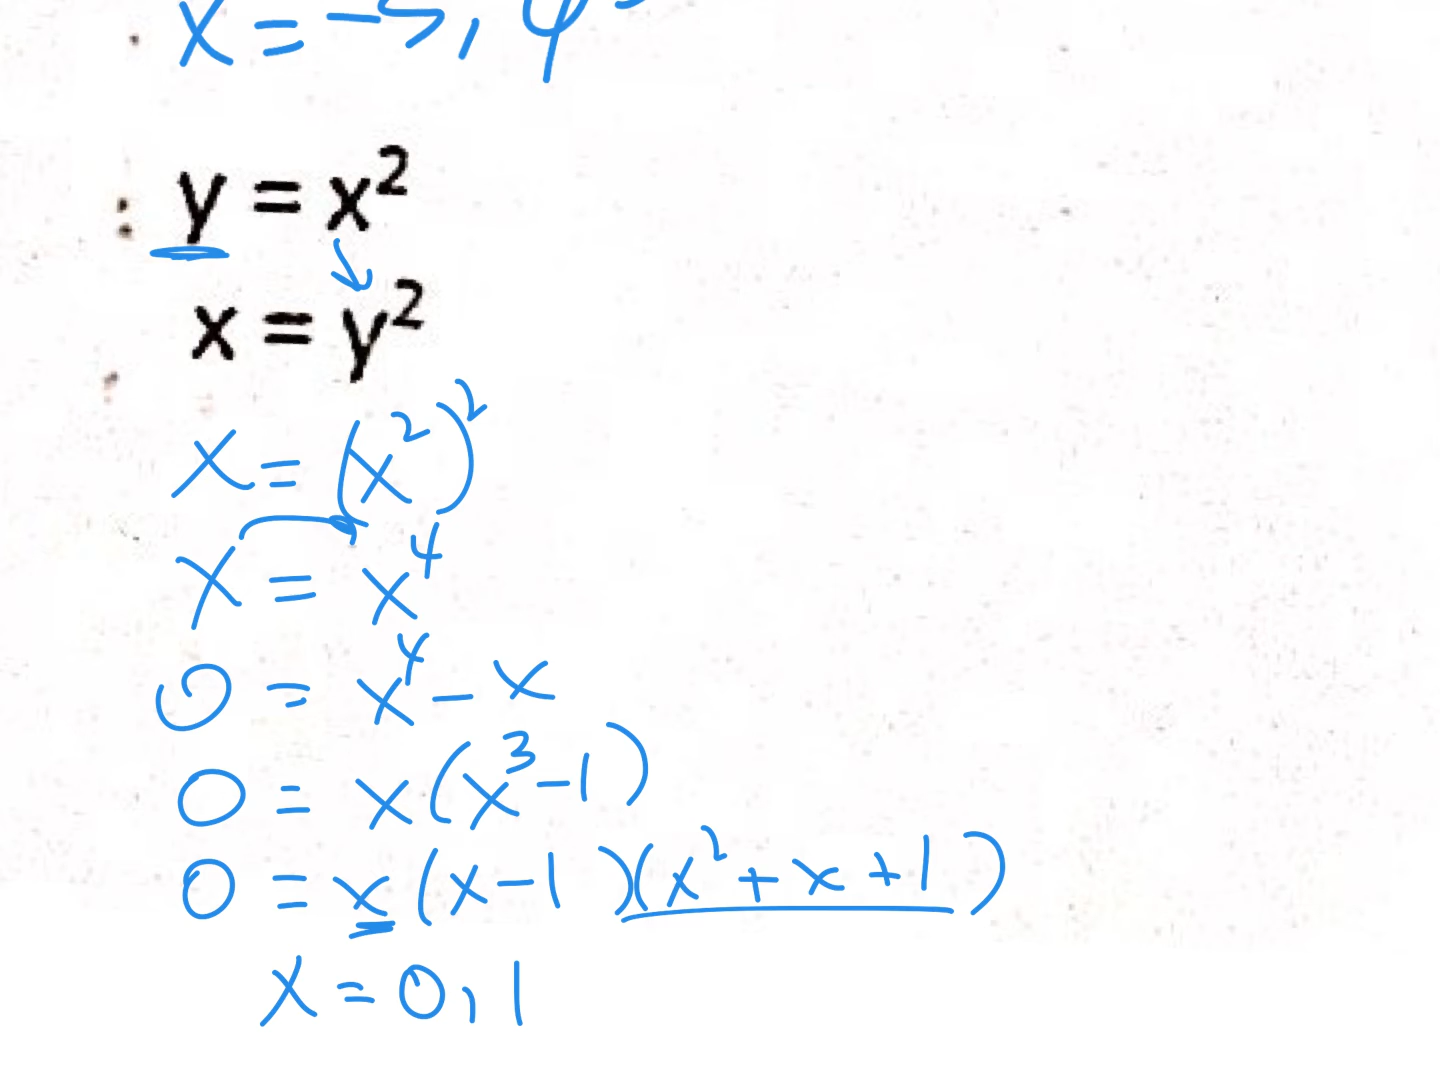 x = -5, 4
y = x²
x = y²
x = (x²)²
x = x⁴
0 = x⁴ - x
0 = x(x³-1)
0 = x(x-1)(x²+x+1)
x = 0, 1